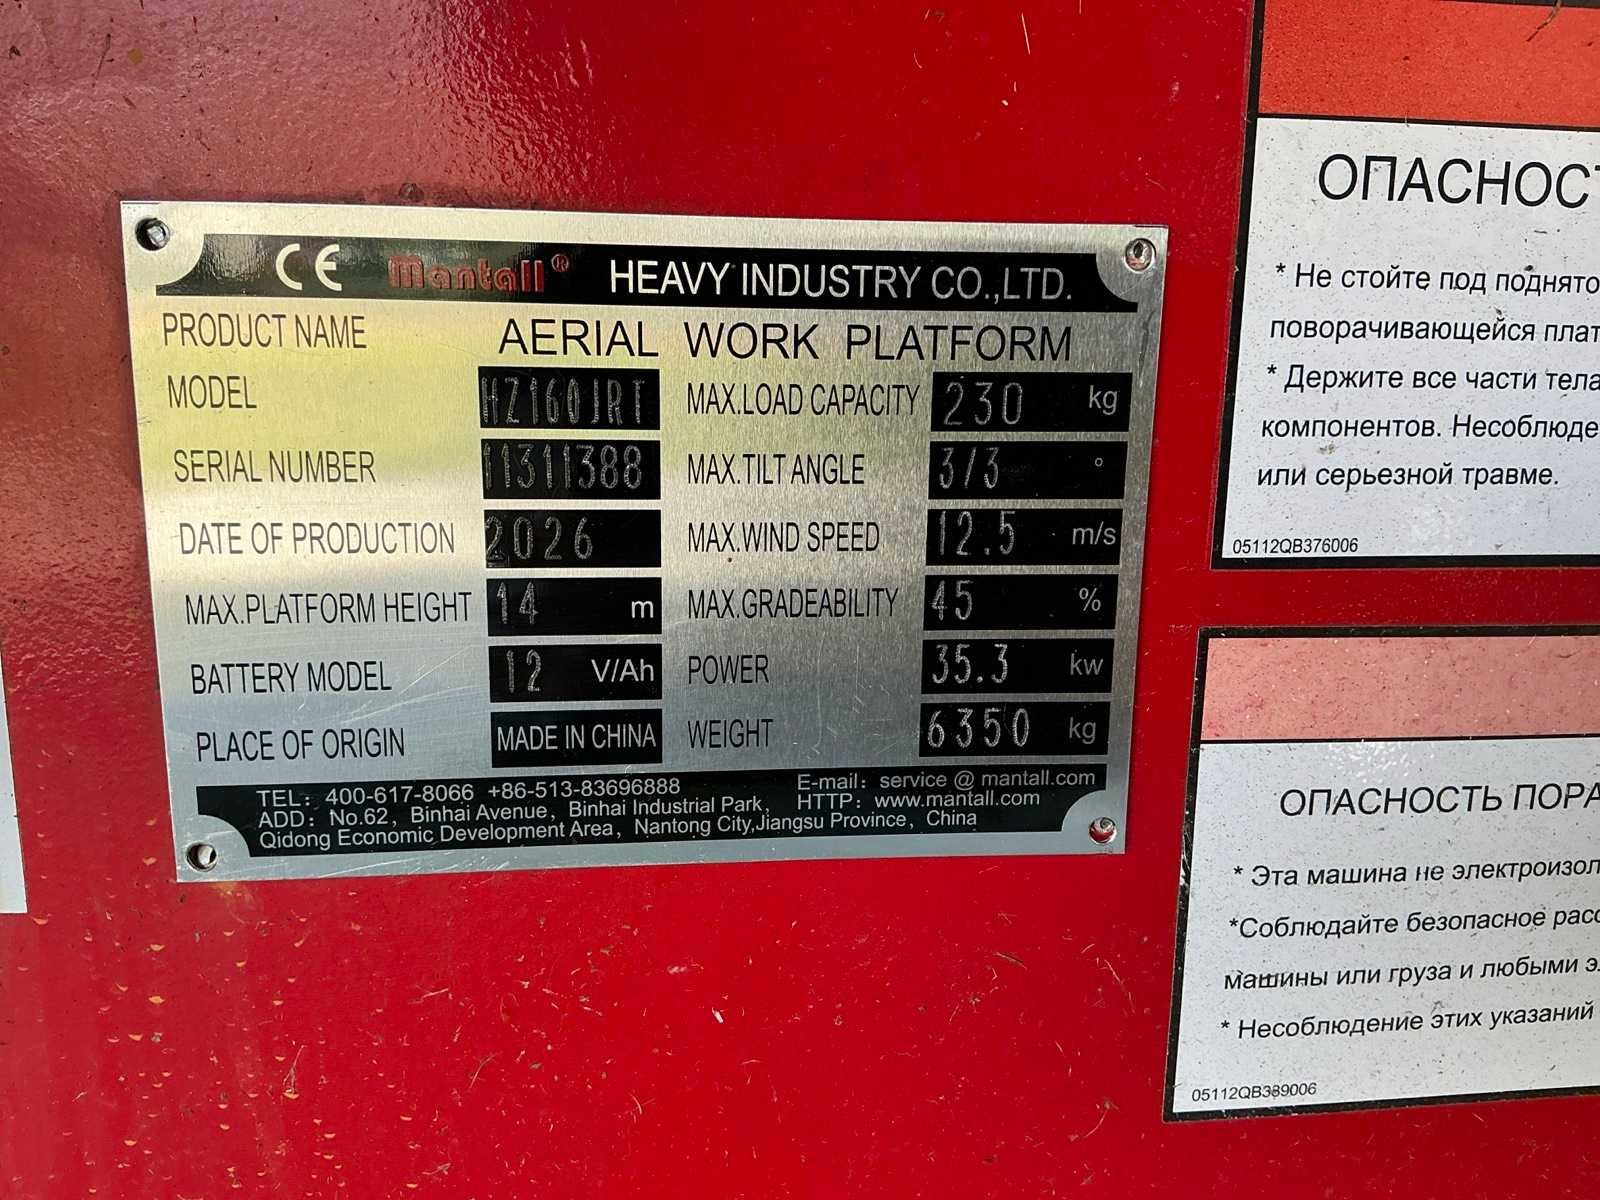 CE Mantall® HEAVY INDUSTRY CO.,LTD.
PRODUCT NAME AERIAL WORK PLATFORM
MODEL HZ160JRT MAX.LOAD CAPACITY 230 kg
SERIAL NUMBER 11311388 MAX.TILT ANGLE 3/3 °
DATE OF PRODUCTION 2026 MAX.WIND SPEED 12.5 m/s
MAX.PLATFORM HEIGHT 14 m MAX.GRADEABILITY 45 %
BATTERY MODEL 12 V/Ah POWER 35.3 kw
PLACE OF ORIGIN MADE IN CHINA WEIGHT 6350 kg
TEL: 400-617-8066 +86-513-83696888 E-mail: service @ mantall.com
ADD: No.62, Binhai Avenue, Binhai Industrial Park, HTTP: www.mantall.com
Qidong Economic Development Area, Nantong City,Jiangsu Province, China
ОПАСНОСТ
* Не стойте под поднято
поворачивающейся плат
* Держите все части тела
компонентов. Несоблюде
или серьезной травме.
05112QB376006
ОПАСНОСТЬ ПОРА
* Эта машина не электроизол
*Соблюдайте безопасное расс
машины или груза и любыми э
* Несоблюдение этих указаний
05112QB389006